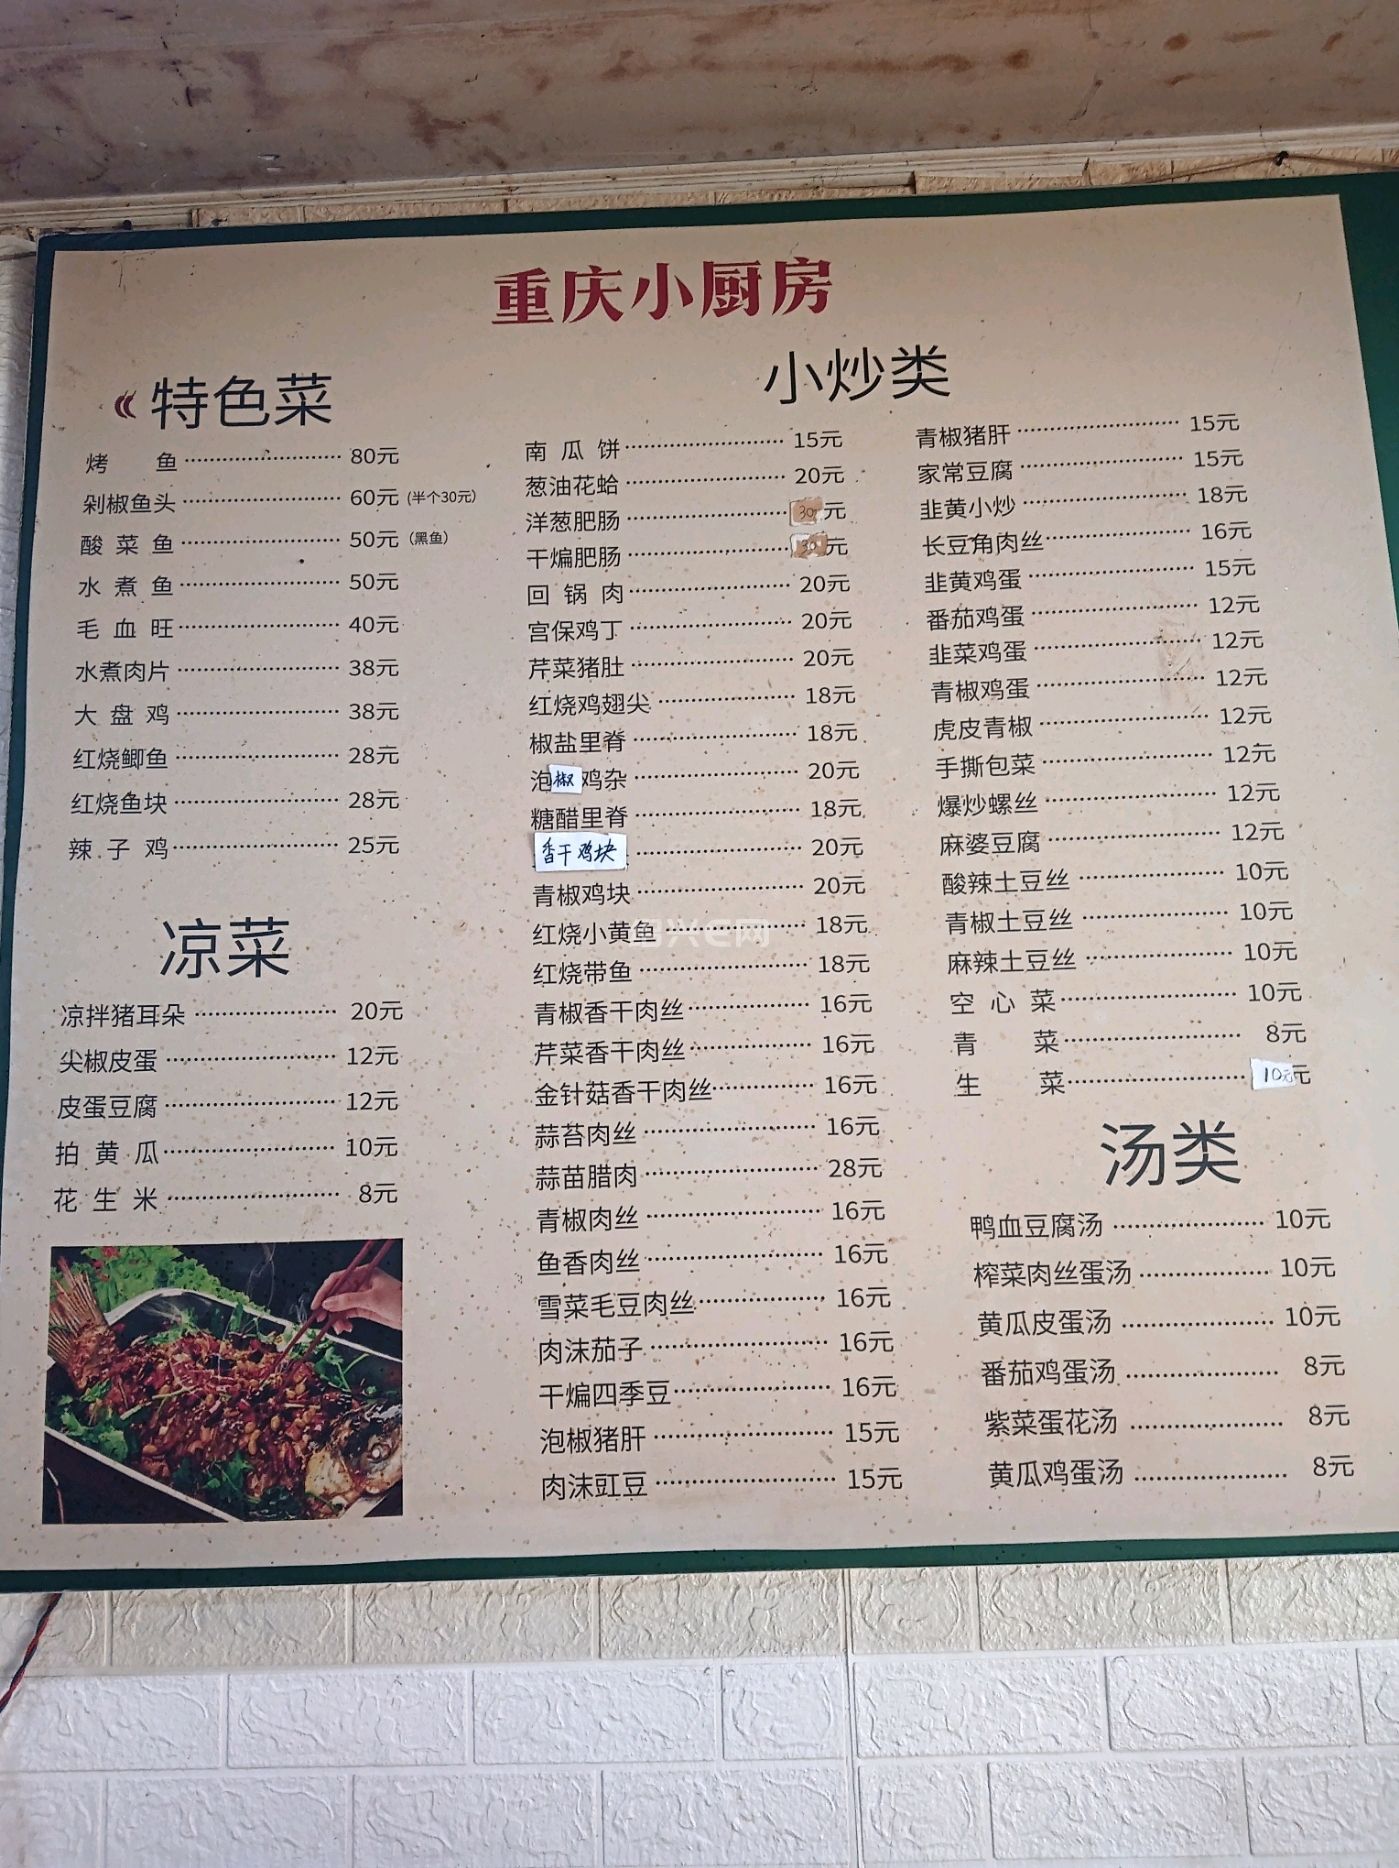 重庆小厨房
特色菜
烤鱼 80元
剁椒鱼头 60元 (半个30元)
酸菜鱼 50元 (黑鱼)
水煮鱼 50元
毛血旺 40元
水煮肉片 38元
大盘鸡 38元
红烧鲫鱼 28元
红烧鱼块 28元
辣子鸡 25元
凉菜
凉拌猪耳朵 20元
尖椒皮蛋 12元
皮蛋豆腐 12元
拍黄瓜 10元
花生米 8元
小炒类
南瓜饼 15元
葱油花蛤 20元
洋葱肥肠 30元
干煸肥肠 30元
回锅肉 20元
宫保鸡丁 20元
芹菜猪肚 20元
红烧鸡翅尖 18元
椒盐里脊 18元
泡椒鸡杂 20元
糖醋里脊 18元
香干鸡块 20元
青椒鸡块 20元
红烧小黄鱼 18元
红烧带鱼 18元
青椒香干肉丝 16元
芹菜香干肉丝 16元
金针菇香干肉丝 16元
蒜苔肉丝 16元
蒜苗腊肉 28元
青椒肉丝 16元
鱼香肉丝 16元
雪菜毛豆肉丝 16元
肉沫茄子 16元
干煸四季豆 16元
泡椒猪肝 15元
肉沫豇豆 15元
青椒猪肝 15元
家常豆腐 15元
韭黄小炒 18元
长豆角肉丝 16元
韭黄鸡蛋 15元
番茄鸡蛋 12元
韭菜鸡蛋 12元
青椒鸡蛋 12元
虎皮青椒 12元
手撕包菜 12元
爆炒螺丝 12元
麻婆豆腐 12元
酸辣土豆丝 10元
青椒土豆丝 10元
麻辣土豆丝 10元
空心菜 10元
青菜 8元
生菜 10元
汤类
鸭血豆腐汤 10元
榨菜肉丝蛋汤 10元
黄瓜皮蛋汤 10元
番茄鸡蛋汤 8元
紫菜蛋花汤 8元
黄瓜鸡蛋汤 8元
绍兴E网